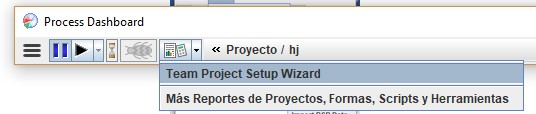 Process Dashboard
« Proyecto / hj
Team Project Setup Wizard
Más Reportes de Proyectos, Formas, Scripts y Herramientas